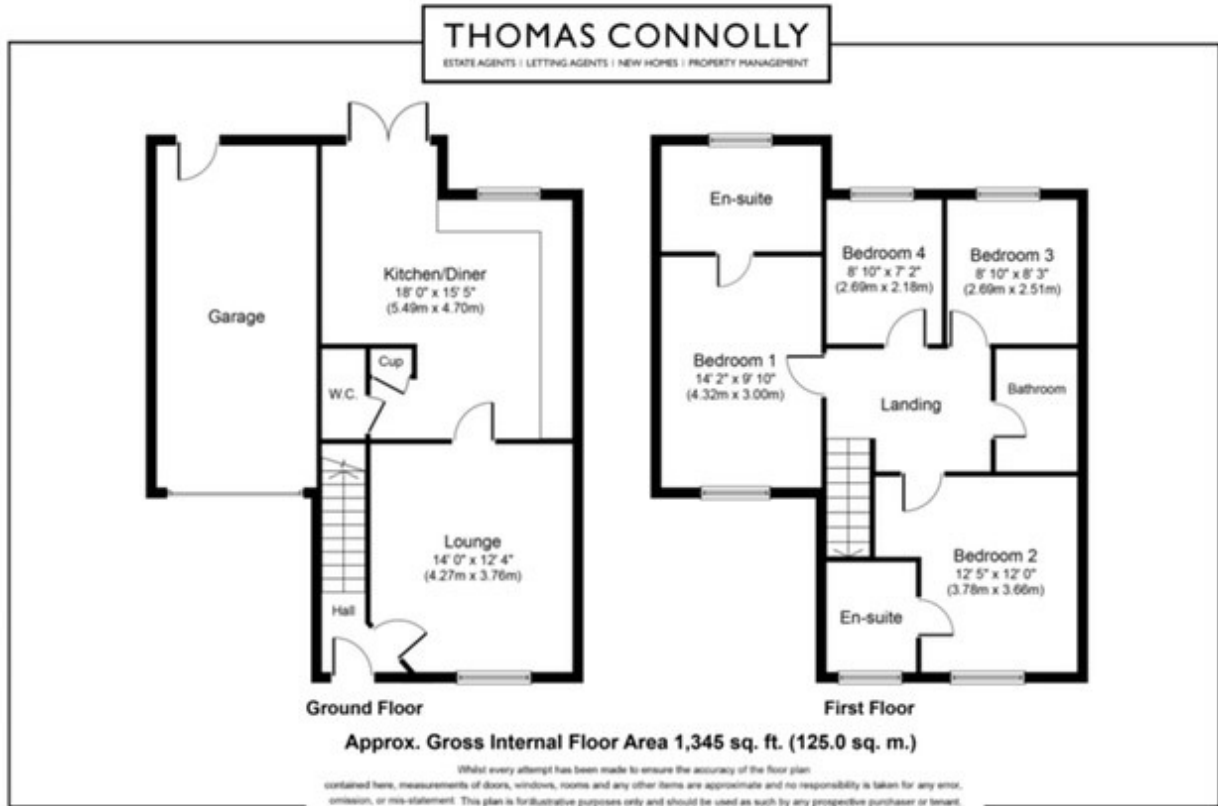 THOMAS CONNOLLY
ESTATE AGENTS | LETTING AGENTS | NEW HOMES | PROPERTY MANAGEMENT
Garage
Kitchen/Diner
18' 0" x 15' 5"
(5.49m x 4.70m)
W.C.
Cup
Lounge
14' 0" x 12' 4"
(4.27m x 3.76m)
Hall
Ground Floor
En-suite
Bedroom 4
8' 10" x 7' 2"
(2.69m x 2.18m)
Bedroom 3
8' 10" x 8' 3"
(2.69m x 2.51m)
Bedroom 1
14' 2" x 9' 10"
(4.32m x 3.00m)
Landing
Bathroom
Bedroom 2
12' 5" x 12' 0"
(3.78m x 3.66m)
En-suite
First Floor
Approx. Gross Internal Floor Area 1,345 sq. ft. (125.0 sq. m.)
Whilst every attempt has been made to ensure the accuracy of the floor plan
contained here, measurements of doors, windows, rooms and any other items are approximate and no responsibility is taken for any error,
omission, or mis-statement. This plan is for illustrative purposes only and should be used as such by any prospective purchaser or tenant.